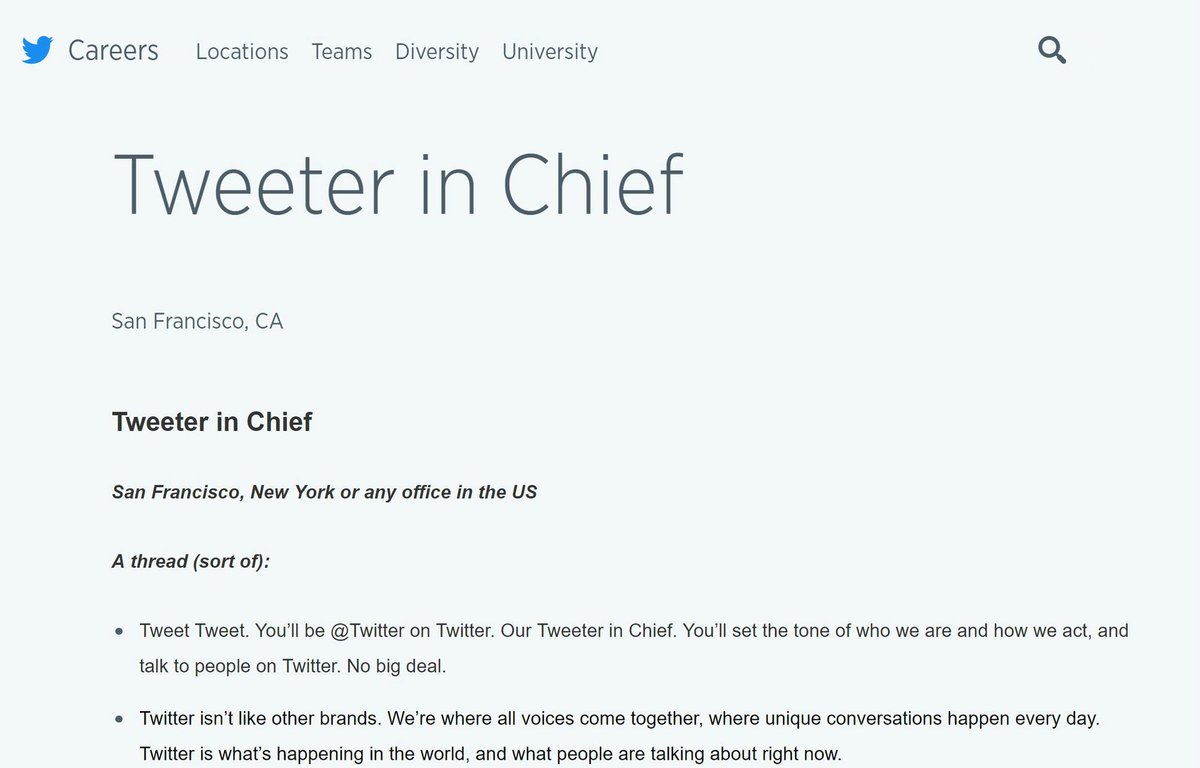 Careers Locations Teams Diversity University
Tweeter in Chief
San Francisco, CA
Tweeter in Chief
San Francisco, New York or any office in the US
A thread (sort of):
• Tweet Tweet. You’ll be @Twitter on Twitter. Our Tweeter in Chief. You’ll set the tone of who we are and how we act, and
talk to people on Twitter. No big deal.
• Twitter isn’t like other brands. We’re where all voices come together, where unique conversations happen every day.
Twitter is what’s happening in the world, and what people are talking about right now.